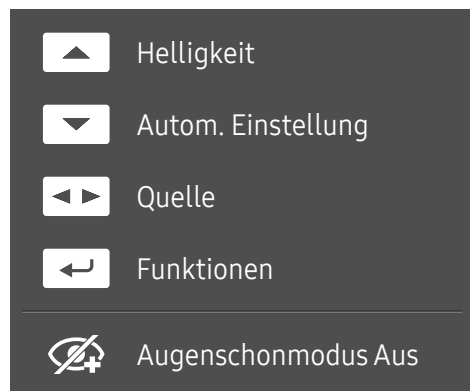 Helligkeit
Autom. Einstellung
Quelle
Funktionen
Augenschonmodus Aus